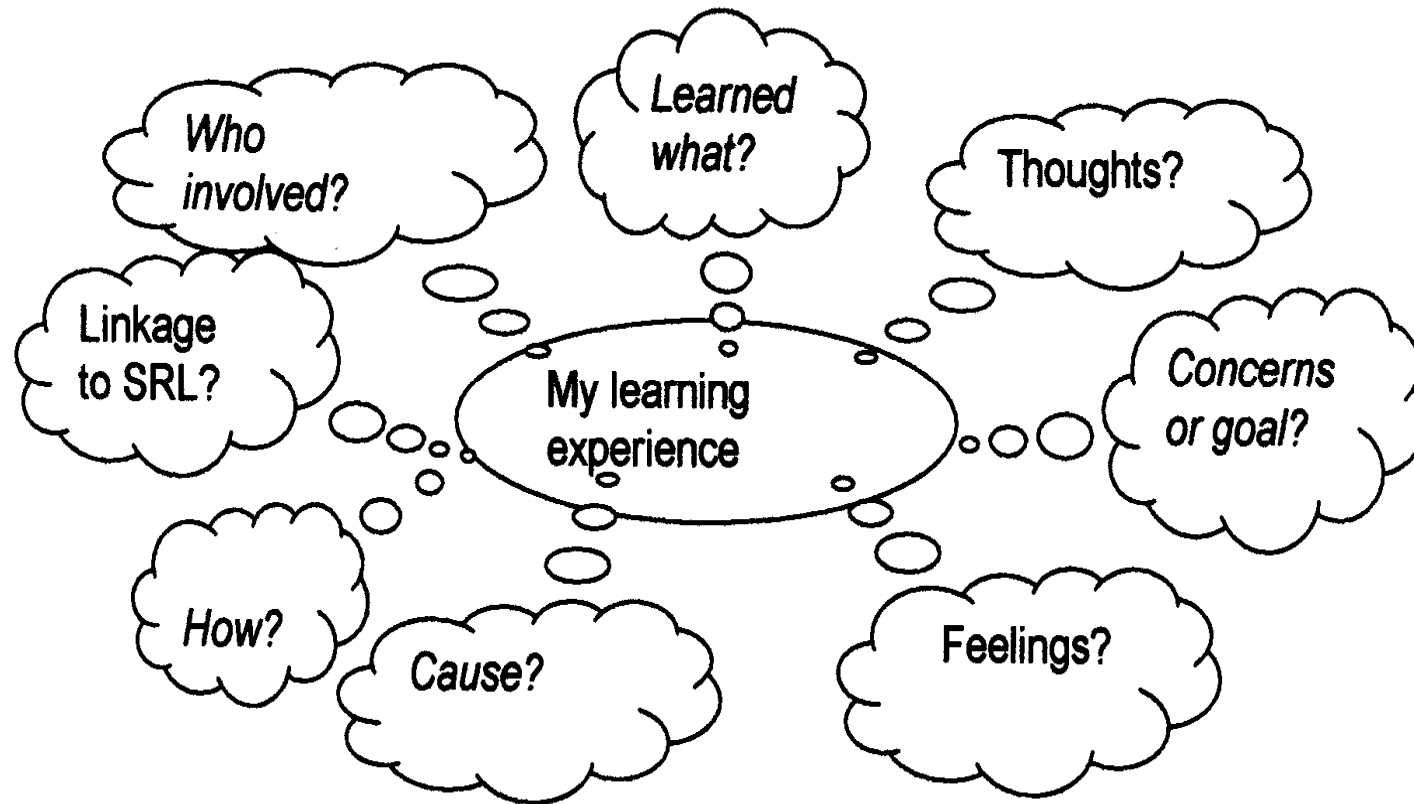 Learned
what?
Who
involved?
Thoughts?
Linkage
to SRL?
Concerns
or goal?
My learning
experience
How?
Cause?
Feelings?